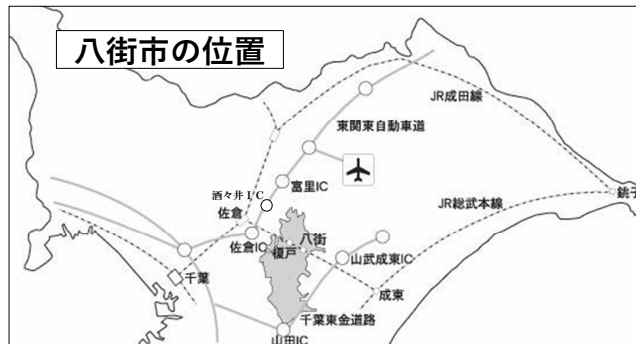 八街市の位置
JR成田線
東関東自動車道
富里IC
酒々井IC
佐倉
銚子
JR総武本線
佐倉IC
八街
榎戸
山武成東IC
千葉
成東
千葉東金道路
山田IC